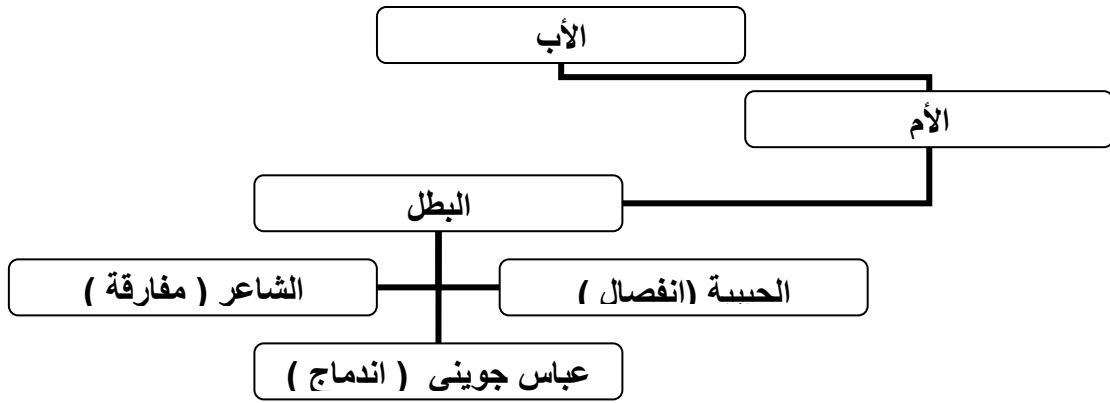 الأب
الأم
البطل
الحبيبة (انفصال )
الشاعر ( مفارقة )
عباس جويني ( اندماج )